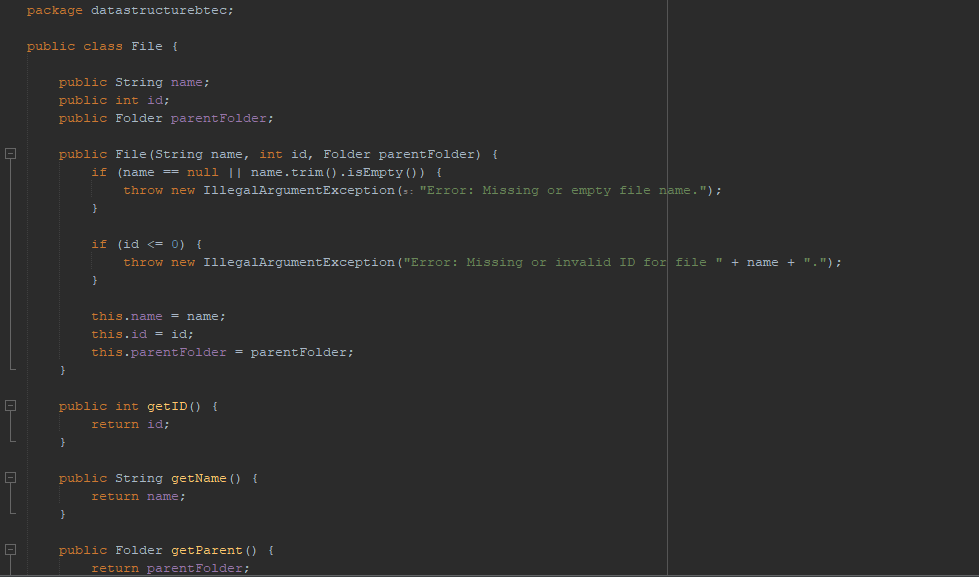 package datastructurebtec;
public class File {
public String name;
public int id;
public Folder parentFolder;
public File(String name, int id, Folder parentFolder) {
if (name == null || name.trim().isEmpty()) {
throw new IllegalArgumentException(s: "Error: Missing or empty file name.");
}
if (id <= 0) {
throw new IllegalArgumentException("Error: Missing or invalid ID for file " + name + ".");
}
this.name = name;
this.id = id;
this.parentFolder = parentFolder;
}
public int getID() {
return id;
}
public String getName() {
return name;
}
public Folder getParent() {
return parentFolder;